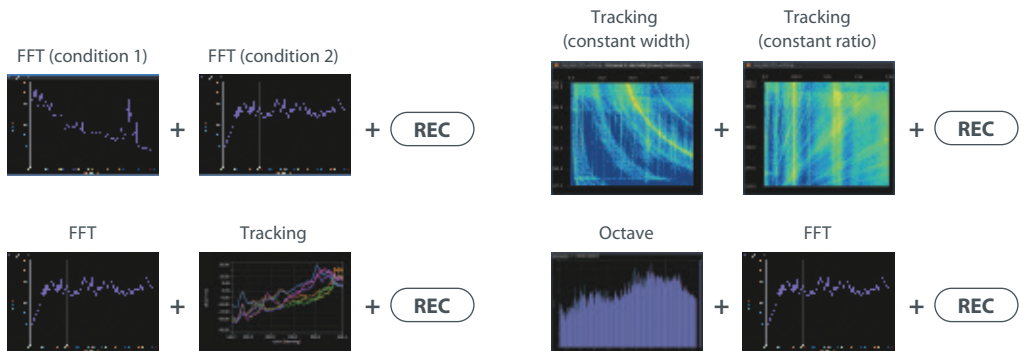 FFT (condition 1)
FFT (condition 2)
+
+
REC
Tracking
(constant width)
Tracking
(constant ratio)
+
+
REC
FFT
Tracking
+
+
REC
Octave
FFT
+
+
REC